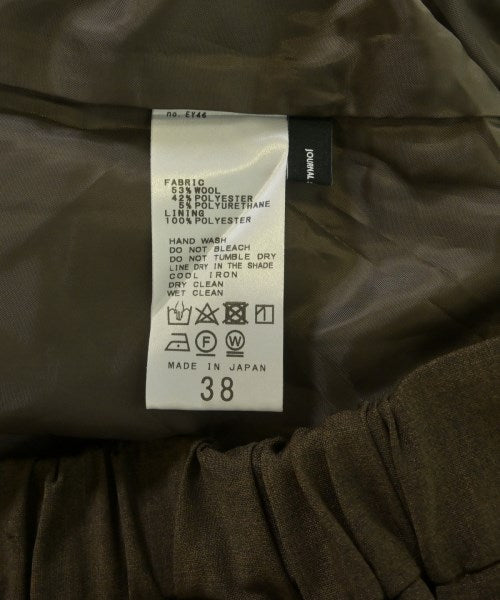 no. EY46
JOURNAL
FABRIC
53% WOOL
42% POLYESTER
5% POLYURETHANE
LINING
100% POLYESTER
HAND WASH
DO NOT BLEACH
DO NOT TUMBLE DRY
LINE DRY IN THE SHADE
COOL IRON
DRY CLEAN
WET CLEAN
F W
MADE IN JAPAN
38